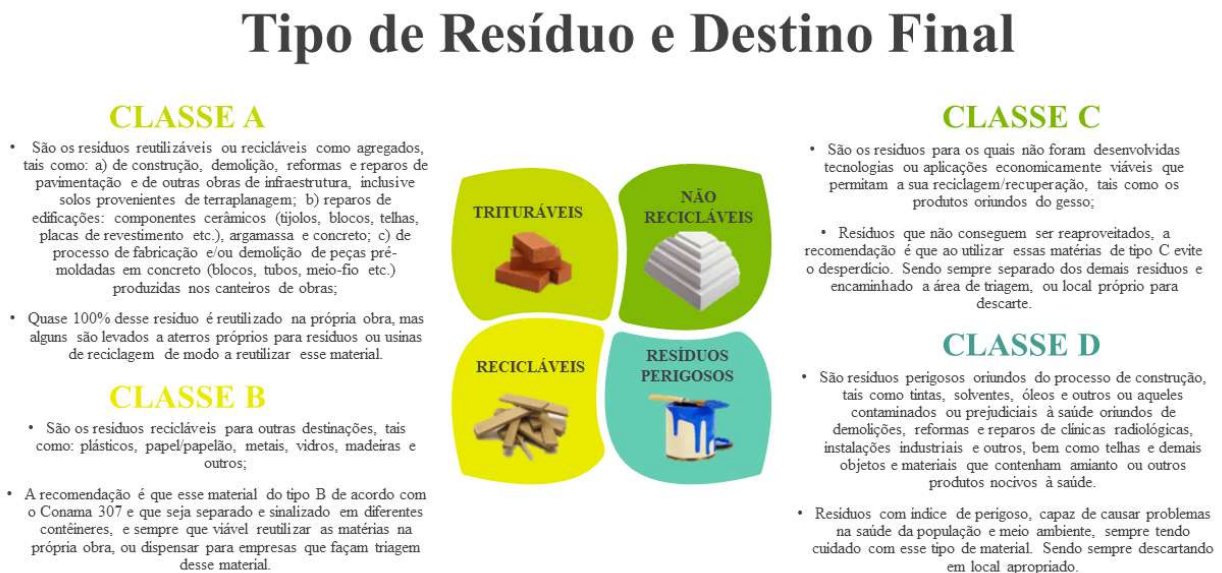 Tipo de Resíduo e Destino Final
CLASSE A
• São os resíduos reutilizáveis ou recicláveis como agregados,
tais como: a) de construção, demolição, reformas e reparos de
pavimentação e de outras obras de infraestrutura, inclusive
solos provenientes de terraplanagem; b) reparos de
edificações: componentes cerâmicos (tijolos, blocos, telhas,
placas de revestimento etc.), argamassa e concreto; c) de
processo de fabricação e/ou demolição de peças pré-
moldadas em concreto (blocos, tubos, meio-fio etc.)
produzidas nos canteiros de obras;
• Quase 100% desse resíduo é reutilizado na própria obra, mas
alguns são levados a aterros próprios para resíduos ou usinas
de reciclagem de modo a reutilizar esse material.
CLASSE B
• São os resíduos recicláveis para outras destinações, tais
como: plásticos, papel/papelão, metais, vidros, madeiras e
outros;
• A recomendação é que esse material do tipo B de acordo com
o Conama 307 e que seja separado e sinalizado em diferentes
contêineres, e sempre que viável reutilizar as matérias na
própria obra, ou dispensar para empresas que façam triagem
desse material.
TRITURÁVEIS
NÃO
RECICLÁVEIS
RECICLÁVEIS
RESÍDUOS
PERIGOSOS
CLASSE C
• São os resíduos para os quais não foram desenvolvidas
tecnologias ou aplicações economicamente viáveis que
permitam a sua reciclagem/recuperação, tais como os
produtos oriundos do gesso;
• Resíduos que não conseguem ser reaproveitados, a
recomendação é que ao utilizar essas matérias de tipo C evite
o desperdício. Sendo sempre separado dos demais resíduos e
encaminhado a área de triagem, ou local próprio para
descarte.
CLASSE D
• São resíduos perigosos oriundos do processo de construção,
tais como tintas, solventes, óleos e outros ou aqueles
contaminados ou prejudiciais à saúde oriundos de
demolições, reformas e reparos de clínicas radiológicas,
instalações industriais e outros, bem como telhas e demais
objetos e materiais que contenham amianto ou outros
produtos nocivos à saúde.
• Resíduos com índice de perigoso, capaz de causar problemas
na saúde da população e meio ambiente, sempre tendo
cuidado com esse tipo de material. Sendo sempre descartando
em local apropriado.